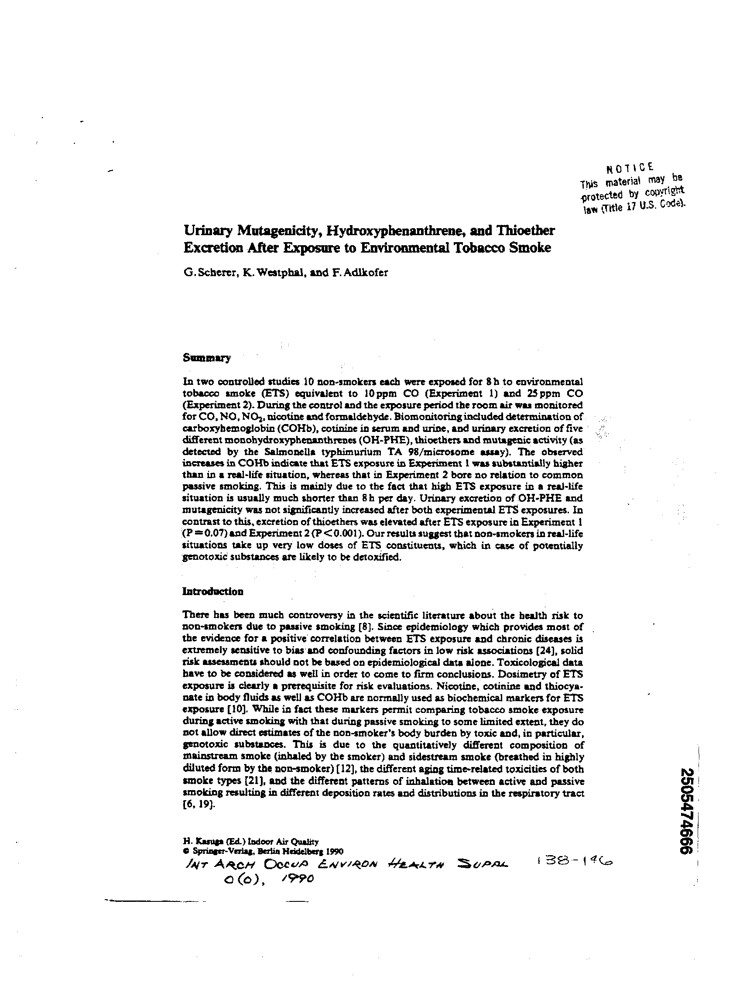 NOTICE
This material may be
protected by copyright
law (Title 17 U.S. Code).
Urinary Mutagenicity, Hydroxyphenanthrene, and Thioether
Excretion After Exposure to Environmental Tobacco Smoke
G. Scherer, K. Westphal, and F. Adlkofer
Summary
In two controlled studies 10 non-smokers each were exposed for 8 h to environmental
tobacco smoke (ETS) equivalent to 10 ppm CO (Experiment 1) and 25 ppm CO
(Experiment 2). During the control and the exposure period the room air was monitored
for CO, NO, NO₂, nicotine and formaldehyde. Biomonitoring included determination of
carboxyhemoglobin (COHb), cotinine in serum and urine, and urinary excretion of five
different monohydroxyphenanthrenes (OH-PHE), thioethers and mutagenic activity (as
detected by the Salmonella typhimurium TA 98/microsome assay). The observed
increases in COHb indicate that ETS exposure in Experiment 1 was substantially higher
than in a real-life situation, whereas that in Experiment 2 bore no relation to common
passive smoking. This is mainly due to the fact that high ETS exposure in a real-life
situation is usually much shorter than 8 h per day. Urinary excretion of OH-PHE and
mutagenicity was not significantly increased after both experimental ETS exposures. In
contrast to this, excretion of thioethers was elevated after ETS exposure in Experiment 1
(P = 0.07) and Experiment 2 (P < 0.001). Our results suggest that non-smokers in real-life
situations take up very low doses of ETS constituents, which in case of potentially
genotoxic substances are likely to be detoxified.
Introduction
There has been much controversy in the scientific literature about the health risk to
non-smokers due to passive smoking [8]. Since epidemiology which provides most of
the evidence for a positive correlation between ETS exposure and chronic diseases is
extremely sensitive to bias and confounding factors in low risk associations [24], solid
risk assessments should not be based on epidemiological data alone. Toxicological data
have to be considered as well in order to come to firm conclusions. Dosimetry of ETS
exposure is clearly a prerequisite for risk evaluations. Nicotine, cotinine and thiocya-
nate in body fluids as well as COHb are normally used as biochemical markers for ETS
exposure [10]. While in fact these markers permit comparing tobacco smoke exposure
during active smoking with that during passive smoking to some limited extent, they do
not allow direct estimates of the non-smoker's body burden by toxic and, in particular,
genotoxic substances. This is due to the quantitatively different composition of
mainstream smoke (inhaled by the smoker) and sidestream smoke (breathed in highly
diluted form by the non-smoker) [12], the different aging time-related toxicities of both
smoke types [21], and the different patterns of inhalation between active and passive
smoking resulting in different deposition rates and distributions in the respiratory tract
[6, 19].
H. Kasuga (Ed.) Indoor Air Quality
© Springer-Verlag, Berlin Heidelberg 1990
INT ARCH OCCUP ENVIRON HEALTH SUPPL 138-146
0(0), 1990
2505474666